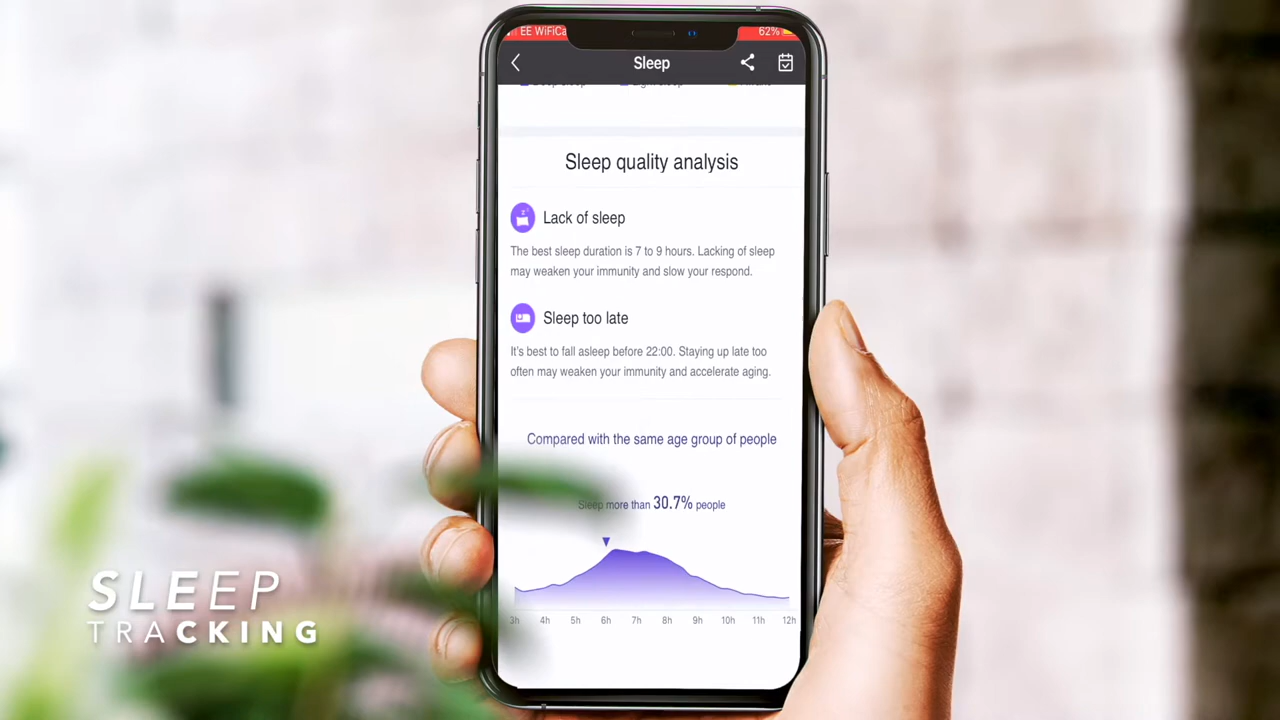 EE WiFiCa
62%
Sleep
Sleep quality analysis
Lack of sleep
The best sleep duration is 7 to 9 hours. Lacking of sleep
may weaken your immunity and slow your respond.
Sleep too late
It's best to fall asleep before 22:00. Staying up late too
often may weaken your immunity and accelerate aging.
Compared with the same age group of people
Sleep more than 30.7% people
3h 4h 5h 6h 7h 8h 9h 10h 11h 12h
SLEEP
TRACKING